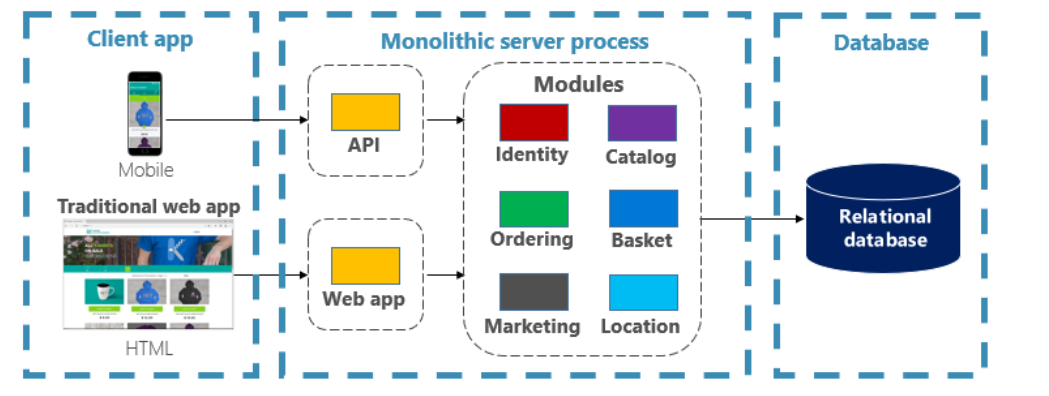 Client app
Mobile
Traditional web app
HTML
Monolithic server process
API
Web app
Modules
Identity
Catalog
Ordering
Basket
Marketing
Location
Database
Relational
database